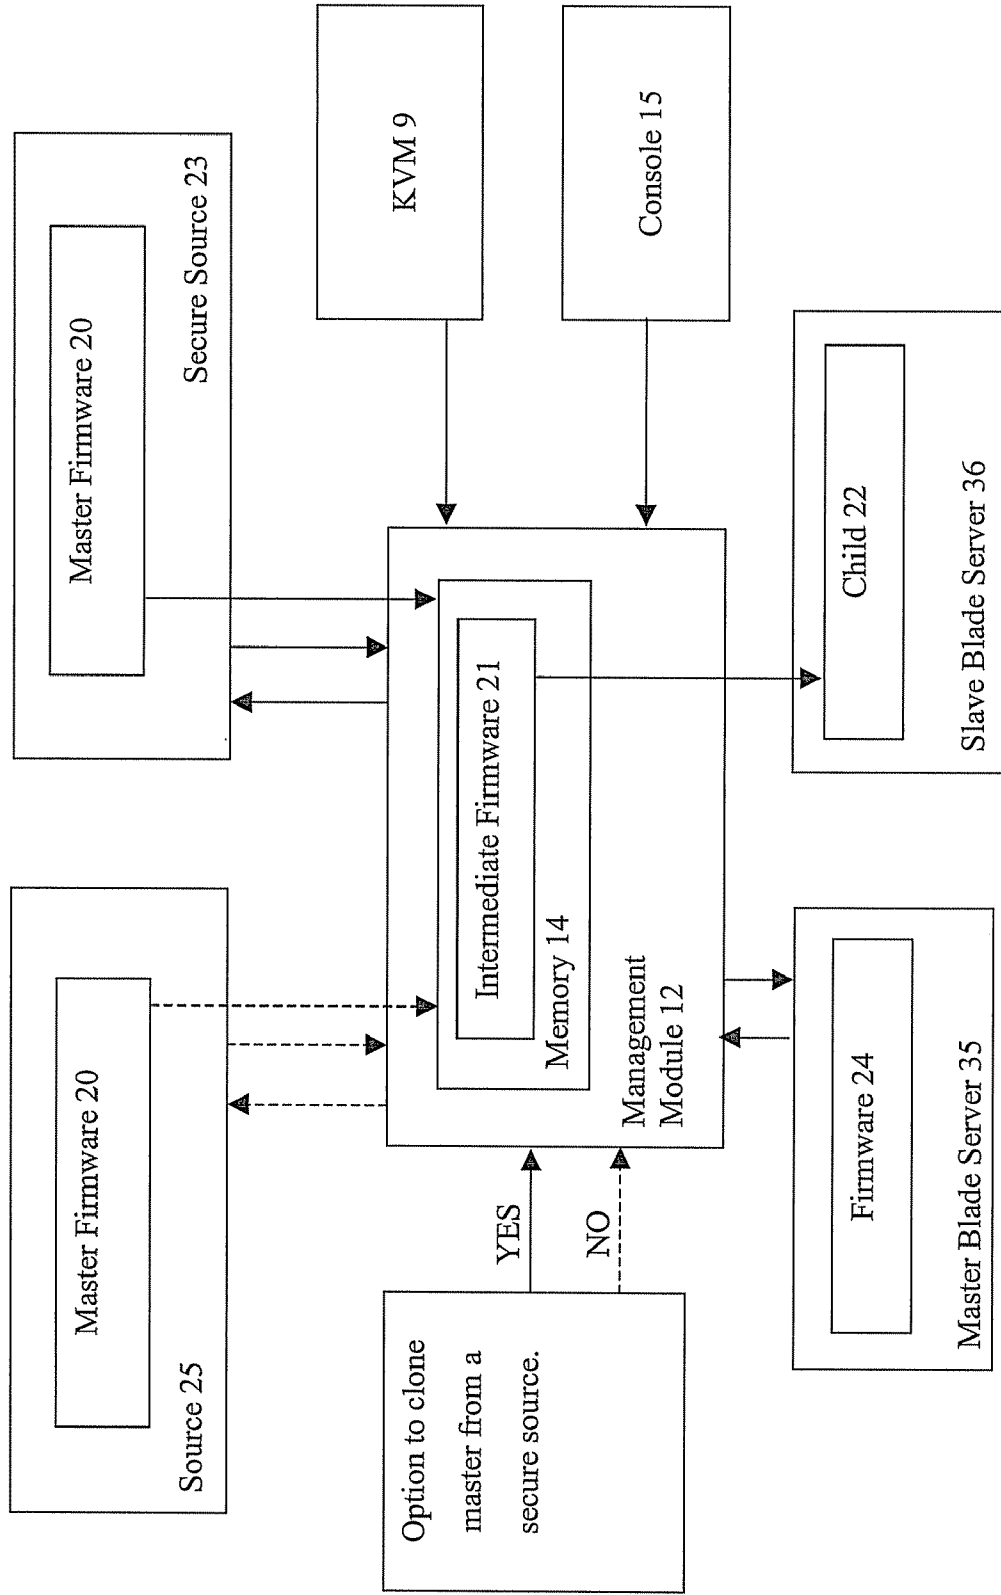 Master Firmware 20
Source 25
Master Firmware 20
Secure Source 23
Option to clone
master from a
secure source.
YES
NO
Intermediate Firmware 21
Memory 14
Management
Module 12
KVM 9
Console 15
Firmware 24
Master Blade Server 35
Child 22
Slave Blade Server 36